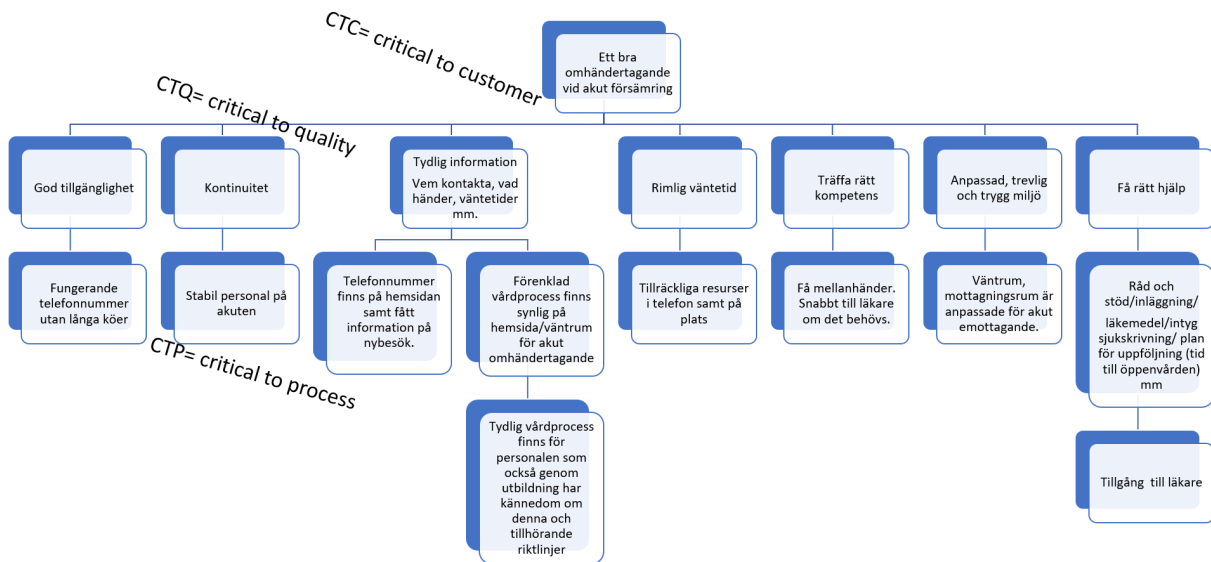 CTC= critical to customer
Ett bra
omhändertagande
vid akut försämring
CTQ= critical to quality
God tillgänglighet
Kontinuitet
Tydlig information
Vem kontakta, vad
händer, väntetider
mm.
Rimlig väntetid
Träffa rätt
kompetens
Anpassad, trevlig
och trygg miljö
Få rätt hjälp
Fungerande
telefonnummer
utan långa köer
Stabil personal på
akuten
Telefonnummer
finns på hemsidan
samt fått
information på
nybesök.
Förenklad
vårdprocess finns
synlig på
hemsida/väntrum
för akut
omhändertagande
Tillräckliga resurser
i telefon samt på
plats
Få mellanhänder.
Snabbt till läkare
om det behövs.
Väntrum,
mottagningsrum är
anpassade för akut
emottagande.
Råd och
stöd/inläggning/
läkemedel/intyg
sjukskrivning/ plan
för uppföljning (tid
till öppenvården)
mm
CTP= critical to process
Tydlig vårdprocess
finns för
personalen som
också genom
utbildning har
kännedom om
denna och
tillhörande
riktlinjer
Tillgång  till läkare